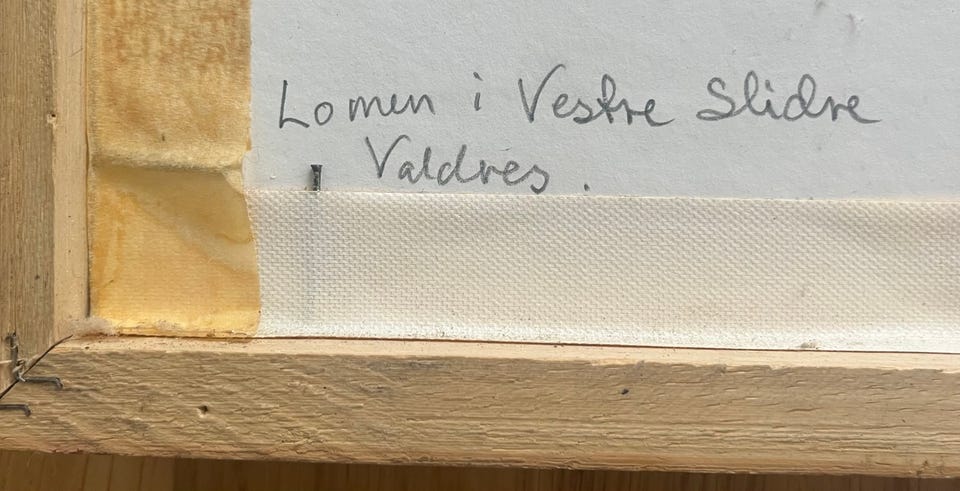 Lomen i Vestre Slidre
Valdres.